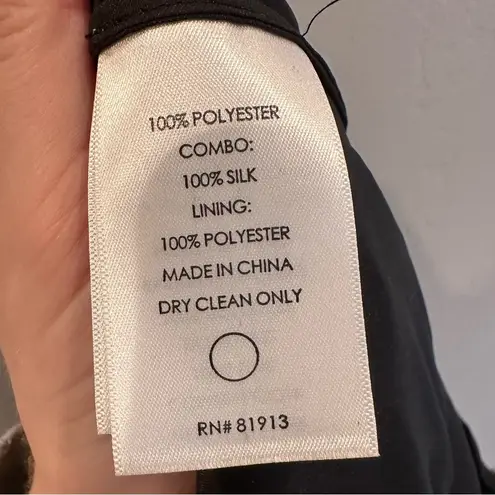 100% POLYESTER
COMBO:
100% SILK
LINING:
100% POLYESTER
MADE IN CHINA
DRY CLEAN ONLY
RN# 81913